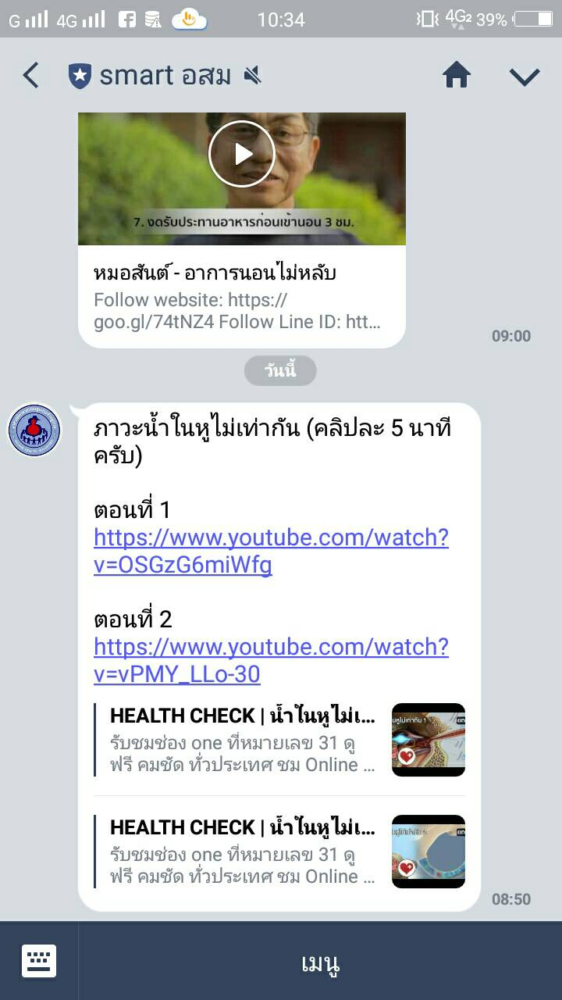 G 4G 10:34 4G2 39%
smart อสม
7. งดรับประทานอาหารก่อนเข้านอน 3 ชม.
หมอสันต์ - อาการนอนไม่หลับ
Follow website: https://
goo.gl/74tNZ4 Follow Line ID: htt...
09:00
วันนี้
ภาวะน้ำในหูไม่เท่ากัน (คลิปละ 5 นาที
ครับ)
ตอนที่ 1
https://www.youtube.com/watch?
v=OSGzG6miWfg
ตอนที่ 2
https://www.youtube.com/watch?
v=vPMY_LLo-30
HEALTH CHECK | น้ำในหูไม่เ...
รับชมช่อง one ที่หมายเลข 31 ดู
ฟรี คมชัด ทั่วประเทศ ชม Online ...
HEALTH CHECK | น้ำในหูไม่เ...
รับชมช่อง one ที่หมายเลข 31 ดู
ฟรี คมชัด ทั่วประเทศ ชม Online ...
08:50
เมนู